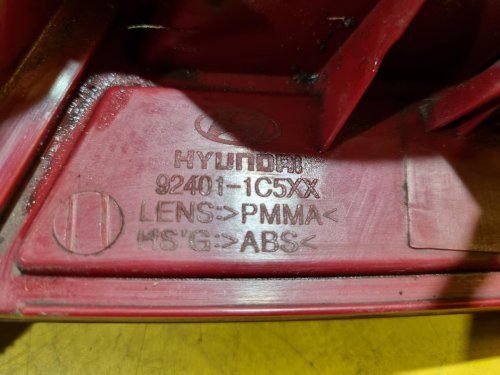 HYUNDAI
92401-1C5XX
LENS:>PMMA<
HS'G:>ABS<